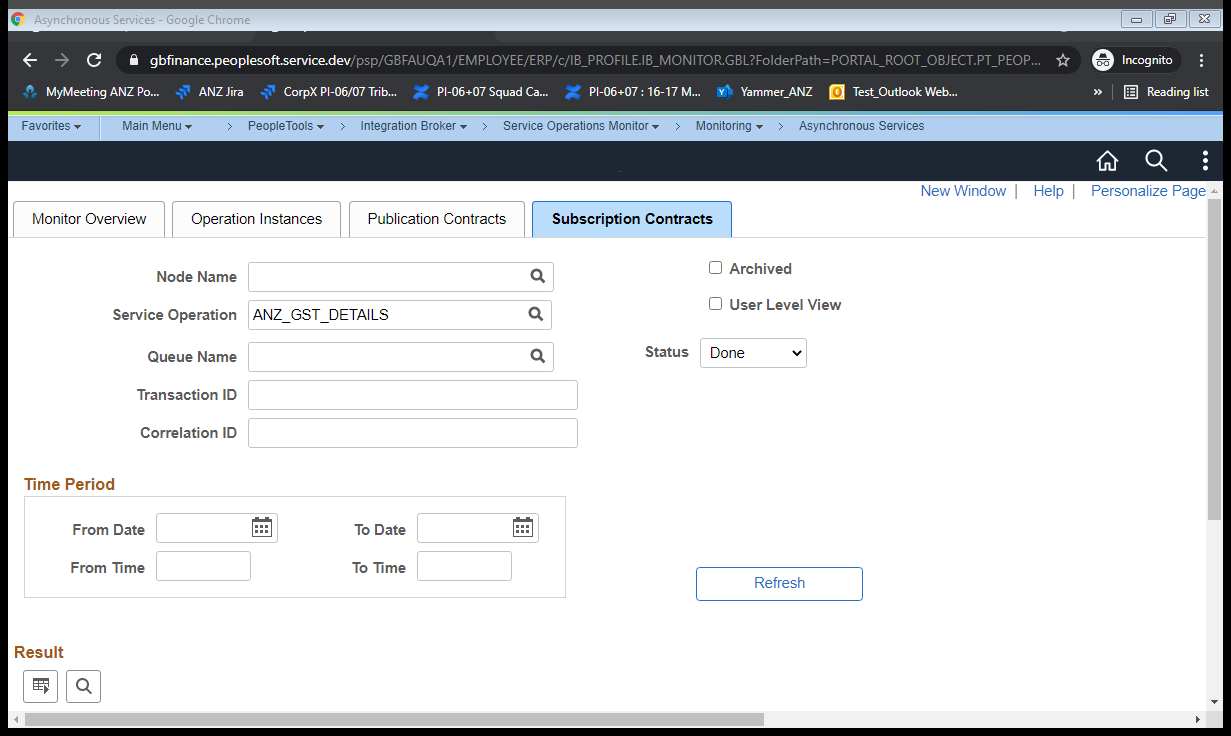 Asynchronous Services - Google Chrome
gbfinance.peoplesoft.service.dev/psp/GBFAUQA1/EMPLOYEE/ERP/c/IB_PROFILE.IB_MONITOR.GBL?FolderPath=PORTAL_ROOT_OBJECT.PT_PEOP... Incognito
MyMeeting ANZ Po... ANZ Jira CorpX PI-06/07 Trib... PI-06+07 Squad Ca... PI-06+07 : 16-17 M... Yammer_ANZ Test_Outlook Web... » Reading list
Favorites Main Menu > PeopleTools > Integration Broker > Service Operations Monitor > Monitoring > Asynchronous Services
New Window | Help | Personalize Page
Monitor Overview Operation Instances Publication Contracts Subscription Contracts
Node Name Archived
Service Operation ANZ_GST_DETAILS User Level View
Queue Name Status Done
Transaction ID
Correlation ID
Time Period
From Date To Date
From Time To Time
Refresh
Result